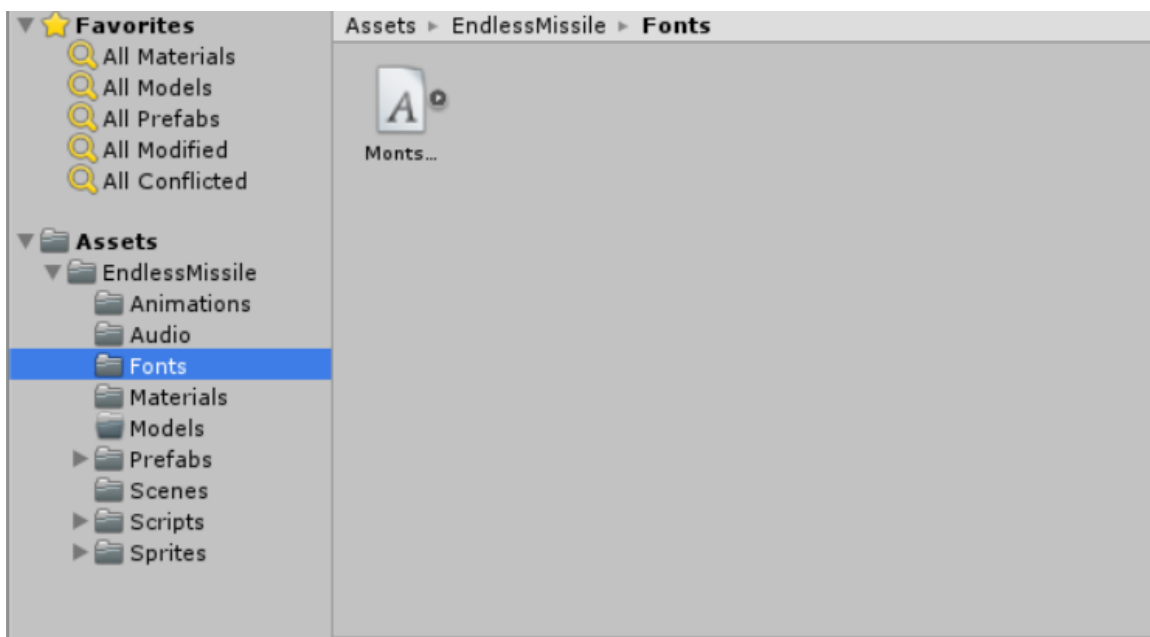 Favorites
All Materials
All Models
All Prefabs
All Modified
All Conflicted
Assets
EndlessMissile
Animations
Audio
Fonts
Materials
Models
Prefabs
Scenes
Scripts
Sprites
Assets ▸ EndlessMissile ▸ Fonts
Monts...